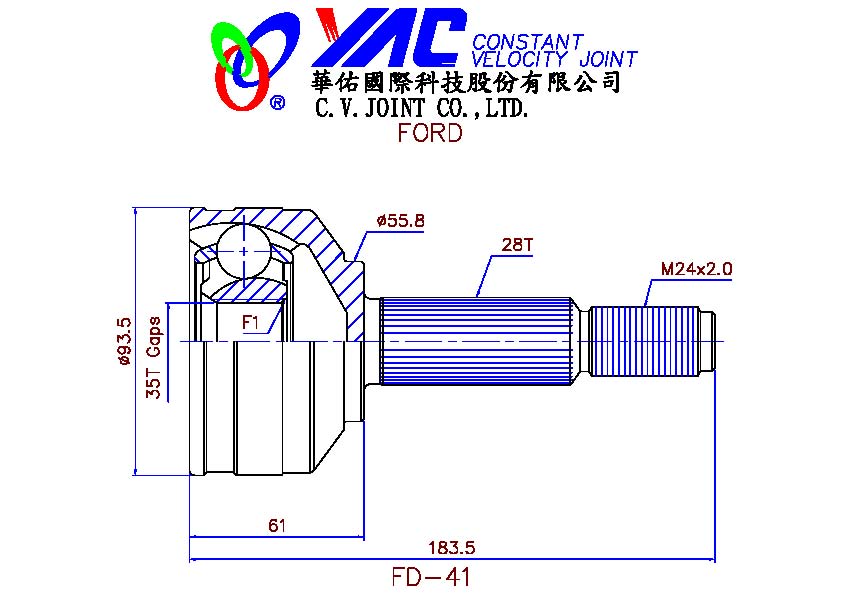 YAC CONSTANT
VELOCITY JOINT
®
華佑國際科技股份有限公司
C.V.JOINT CO.,LTD.
FORD
ø55.8
28T
M24x2.0
F1
ø93.5
35T Gaps
61
183.5
FD-41